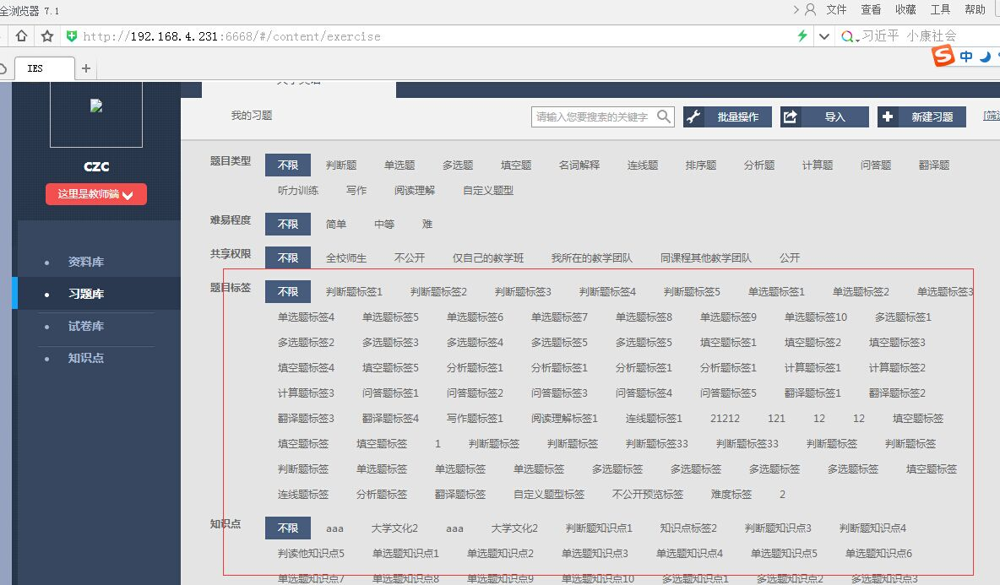 全浏览器 7.1 文件 查看 收藏 工具 帮助
http://192.168.4.231:6668/#/content/exercise 习近平 小康社会
IES 中
我的习题 请输入您要搜索的关键字 批量操作 导入 新建习题
CZC
这里是教师端
资料库
习题库
试卷库
知识点
题目类型 不限 判断题 单选题 多选题 填空题 名词解释 连线题 排序题 分析题 计算题 问答题 翻译题
听力训练 写作 阅读理解 自定义题型
难易程度 不限 简单 中等 难
共享权限 不限 全校师生 不公开 仅自己的教学班 我所在的教学团队 同课程其他教学团队 公开
题目标签 不限 判断题标签1 判断题标签2 判断题标签3 判断题标签4 判断题标签5 单选题标签1 单选题标签2 单选题标签3
单选题标签4 单选题标签5 单选题标签6 单选题标签7 单选题标签8 单选题标签9 单选题标签10 多选题标签1
多选题标签2 多选题标签3 多选题标签4 多选题标签5 多选题标签5 填空题标签1 填空题标签2 填空题标签3
填空题标签4 填空题标签5 分析题标签1 分析题标签1 分析题标签1 分析题标签1 计算题标签1 计算题标签2
计算题标签3 问答题标签1 问答题标签2 问答题标签3 问答题标签4 问答题标签5 翻译题标签1 翻译题标签2
翻译题标签3 翻译题标签4 写作题标签1 阅读理解标签1 连线题标签1 21212 121 12 12 填空题标签
填空题标签 填空题标签 1 判断题标签 判断题标签 判断题标签33 判断题标签33 判断题标签 判断题标签
判断题标签 单选题标签 单选题标签 单选题标签 多选题标签 多选题标签 多选题标签 多选题标签 填空题标签
连线题标签 分析题标签 翻译题标签 自定义题型标签 不公开预览标签 难度标签 2
知识点 不限 aaa 大学文化2 aaa 大学文化2 判断题知识点1 知识点标签2 判断题知识点3 判断题知识点4
判读他知识点5 单选题知识点1 单选题知识点2 单选题知识点3 单选题知识点4 单选题知识点5 单选题知识点6
单选题知识点7 单选题知识点8 单选题知识点9 单选题知识点10 多选题知识点1 多选题知识点2 多选题知识点3